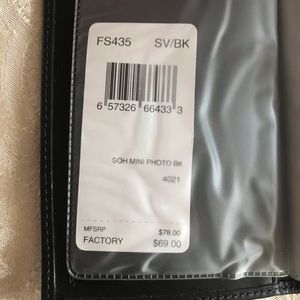 FS435 SV/BK
6 57326 66433 3
SOH MINI PHOTO BK
4021
MFSRP $78.00
FACTORY $69.00